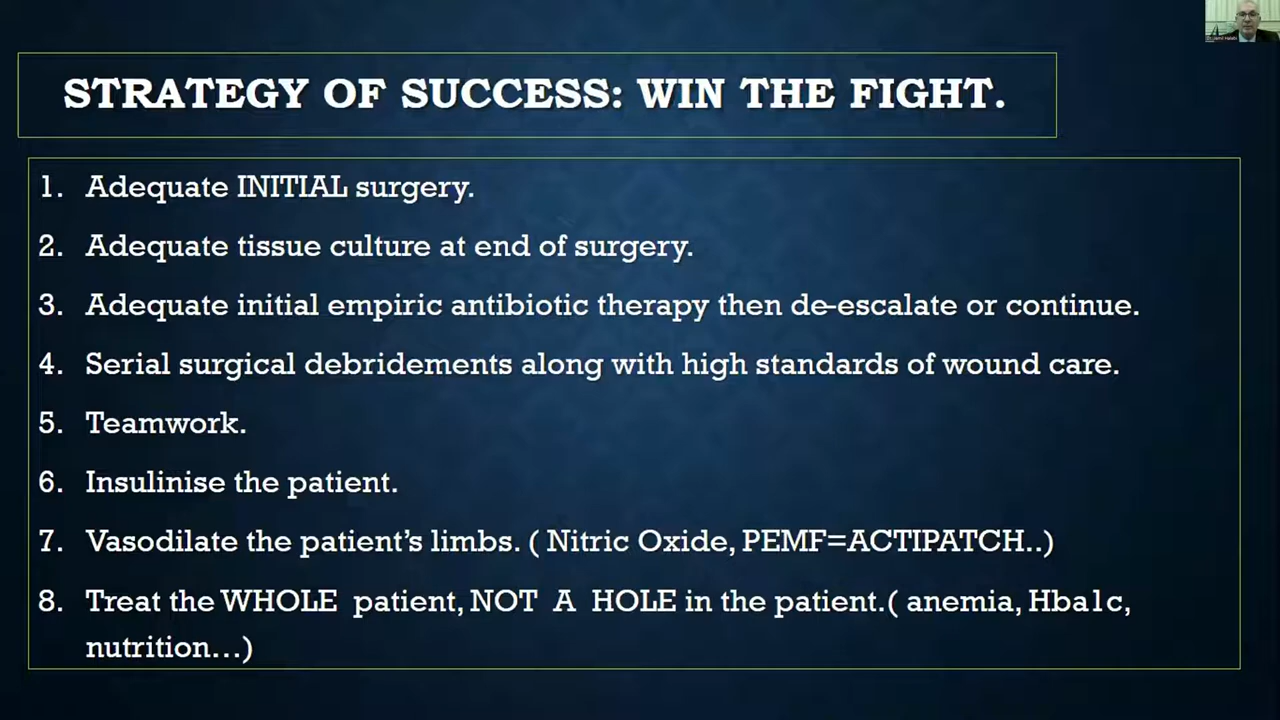 STRATEGY OF SUCCESS: WIN THE FIGHT.
1. Adequate INITIAL surgery.
2. Adequate tissue culture at end of surgery.
3. Adequate initial empiric antibiotic therapy then de-escalate or continue.
4. Serial surgical debridements along with high standards of wound care.
5. Teamwork.
6. Insulinise the patient.
7. Vasodilate the patient's limbs. ( Nitric Oxide, PEMF=ACTIPATCH..)
8. Treat the WHOLE patient, NOT A HOLE in the patient.( anemia, Hba1c,
nutrition...)